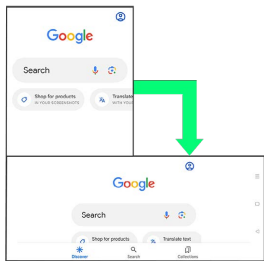 Google
Search
Shop for products
IN YOUR SCREENSHOTS
Translate
WITH YOUR
Google
Search
Shop for products
Translate text
Discover
Search
Collections